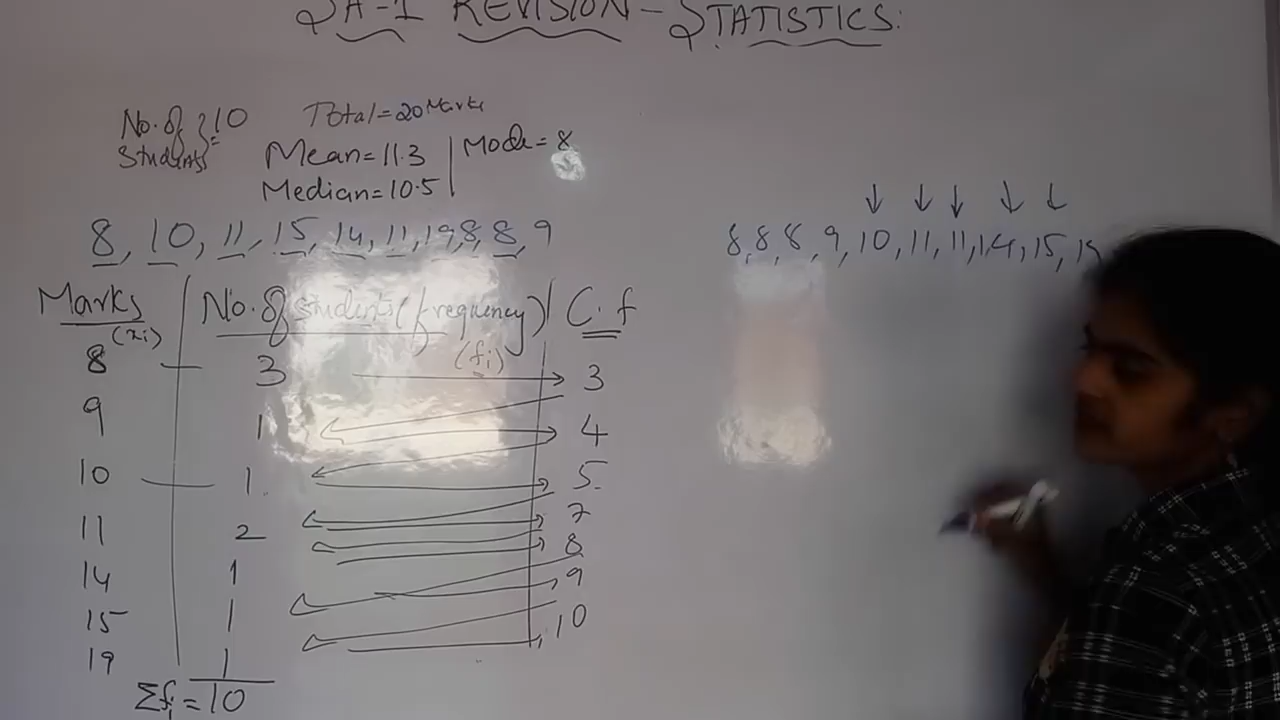 SA-1 REVISION - STATISTICS:
No. of Students } = 10
Total = 20 Marks
Mean = 11.3
Mode = 8
Median = 10.5
8, 10, 11, 15, 14, 11, 19, 8, 8, 9
8, 8, 8, 9, 10, 11, 11, 14, 15, 19
Marks (xi) No. of students (frequency) (fi) C.f
8 3 3
9 1 4
10 1 5
11 2 7
14 1 8
15 1 9
19 1 10
Σfi = 10